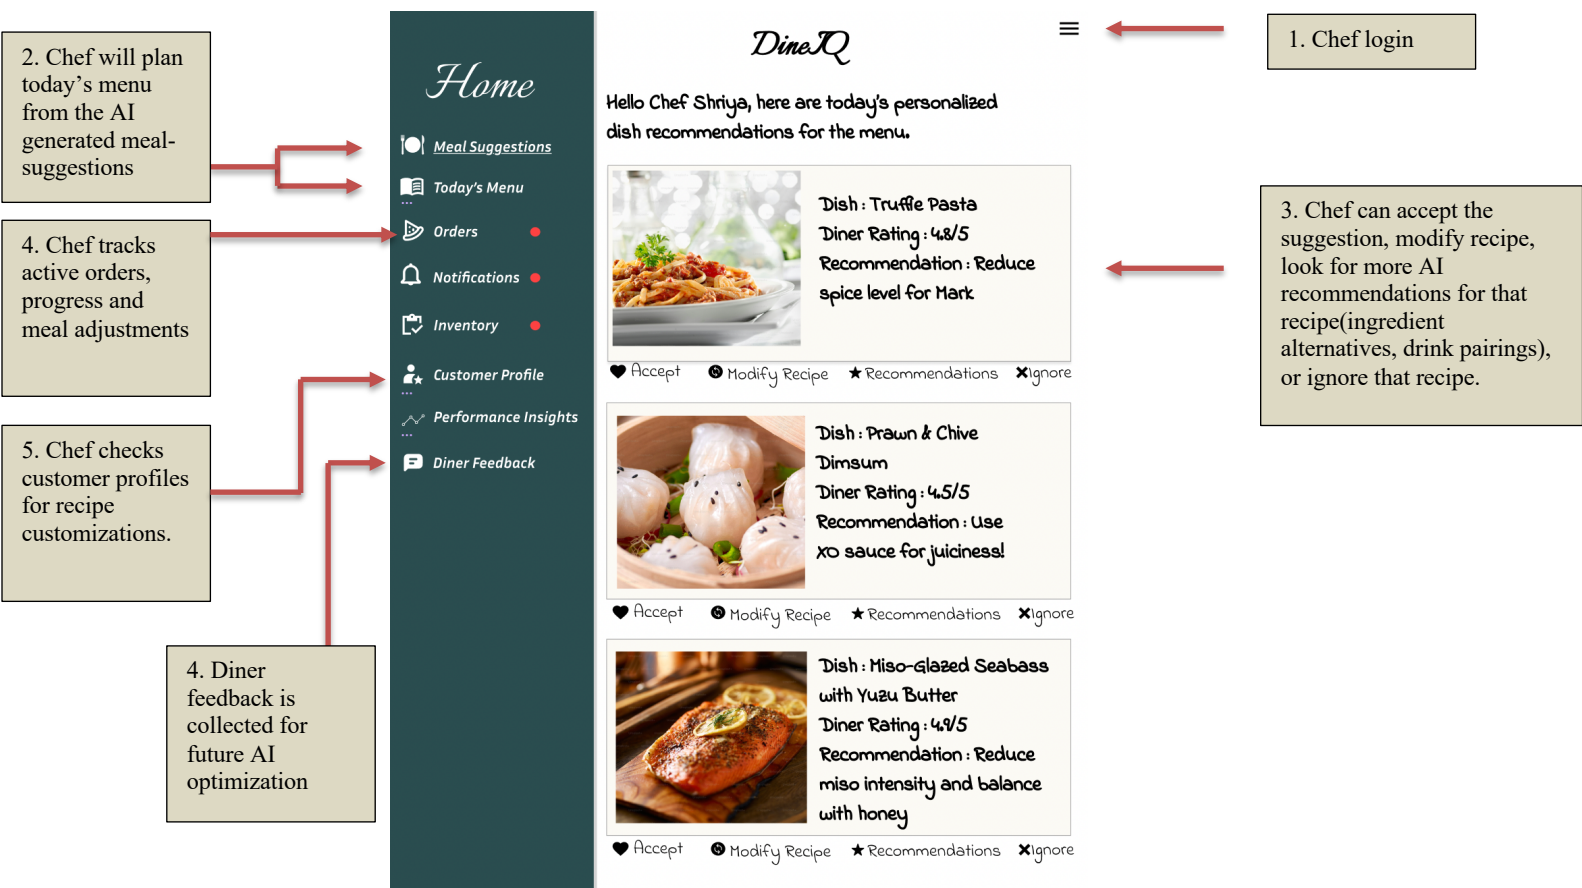 2. Chef will plan
today’s menu
from the AI
generated meal-
suggestions
4. Chef tracks
active orders,
progress and
meal adjustments
5. Chef checks
customer profiles
for recipe
customizations.
4. Diner
feedback is
collected for
future AI
optimization
Home
Meal Suggestions
Today's Menu
Orders
Notifications
Inventory
Customer Profile
Performance Insights
Diner Feedback
DineIQ
Hello Chef Shriya, here are today's personalized
dish recommendations for the menu.
Dish : Truffle Pasta
Diner Rating : 4.8/5
Recommendation : Reduce
spice level for Mark
Accept Modify Recipe Recommendations Ignore
Dish : Prawn & Chive
Dimsum
Diner Rating : 4.5/5
Recommendation : Use
XO sauce for juiciness!
Accept Modify Recipe Recommendations Ignore
Dish : Miso-Glazed Seabass
with Yuzu Butter
Diner Rating : 4.9/5
Recommendation : Reduce
miso intensity and balance
with honey
Accept Modify Recipe Recommendations Ignore
1. Chef login
3. Chef can accept the
suggestion, modify recipe,
look for more AI
recommendations for that
recipe(ingredient
alternatives, drink pairings),
or ignore that recipe.